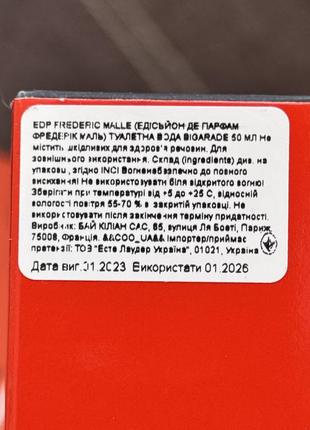 EDP FREDERIC MALLE (ЕДІСЬЙОН ДЕ ПАРФАМ
ФРЕДЕРІК МАЛЬ) ТУАЛЕТНА ВОДА BIGARADE 50 МЛ Не
містить шкідливих для здоров'я речовин. Для
зовнішнього використання. Склад (ingredients) див. на
упаковці , згідно INCI Вогнивнебезпечно до повного
висихання! Не використовувати біля відкритого вогню!
Зберігати при температурі від +5 до +25 C, відносній
вологості повітря 55-70 % в закритій упаковці. Не
використовувати після закінчення терміну придатності.
Виробник: БАЙ КІЛІАН САС, 65, вулиця Ля Боеті, Париж
75008, Франція. &&COO_UA&& Імпортер/приймає
претензії: ТОВ "Есте Лаудер Україна", 01021, Україна
Дата виг.01.2023 Використати 01.2026